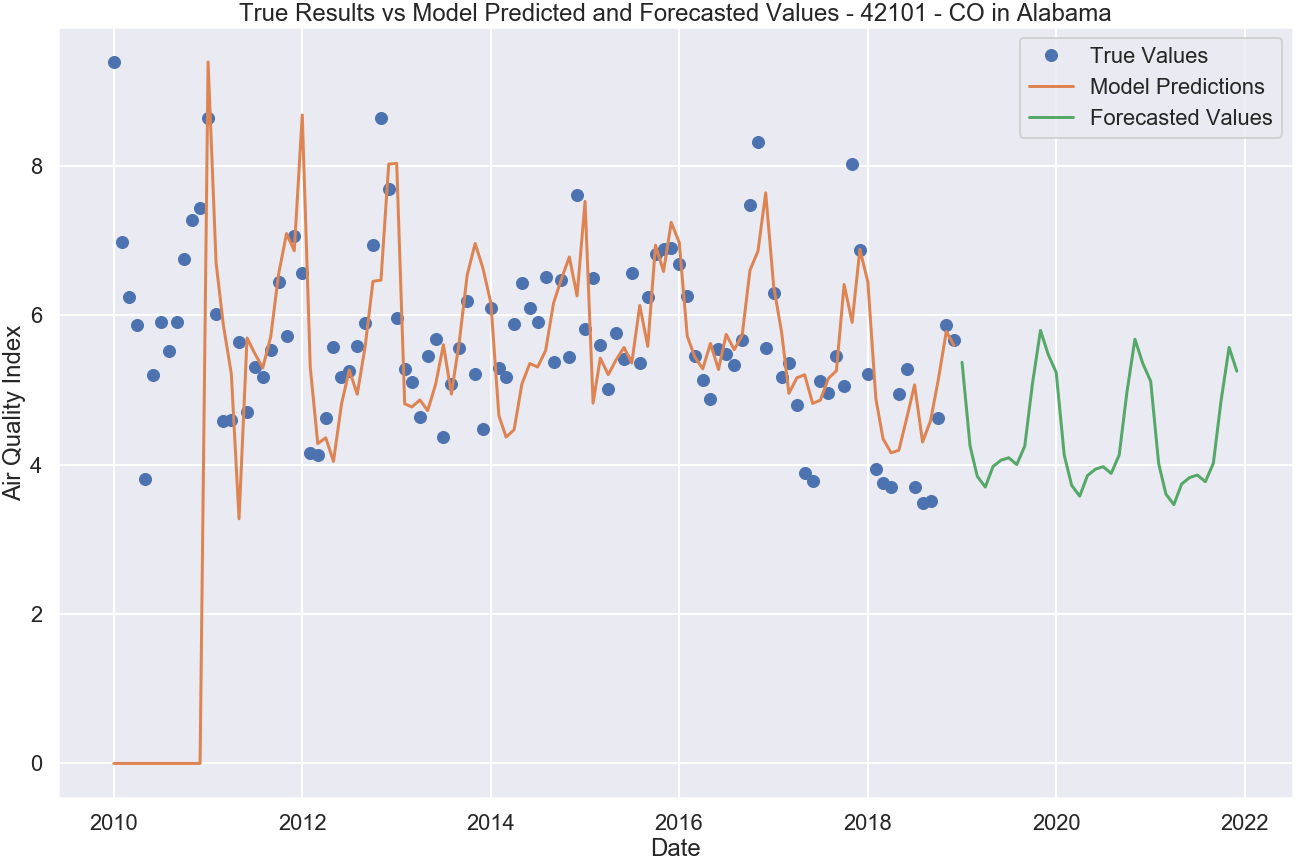 True Results vs Model Predicted and Forecasted Values - 42101 - CO in Alabama
True Values
Model Predictions
Forecasted Values
Air Quality Index
8
6
4
2
0
2010 2012 2014 2016 2018 2020 2022
Date